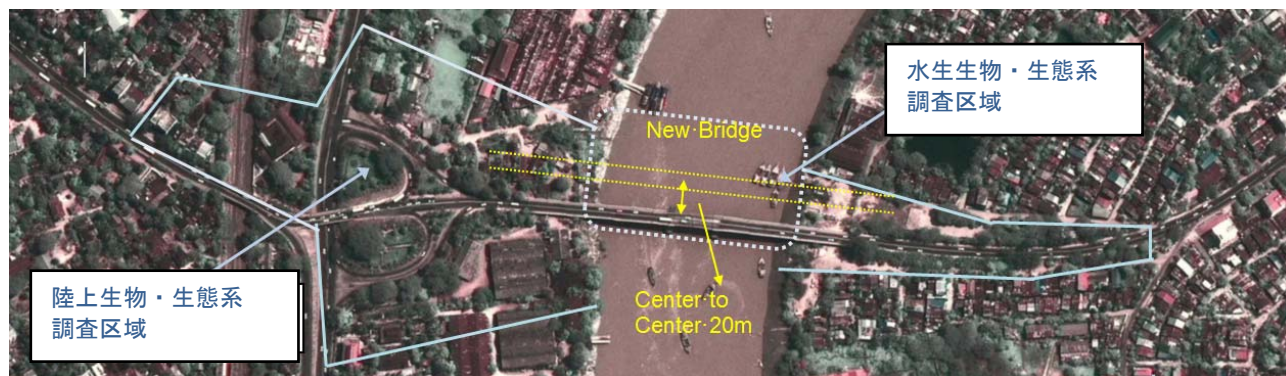 水生生物・生態系
調査区域
New·Bridge
Center·to
Center·20m
陸上生物・生態系
調査区域